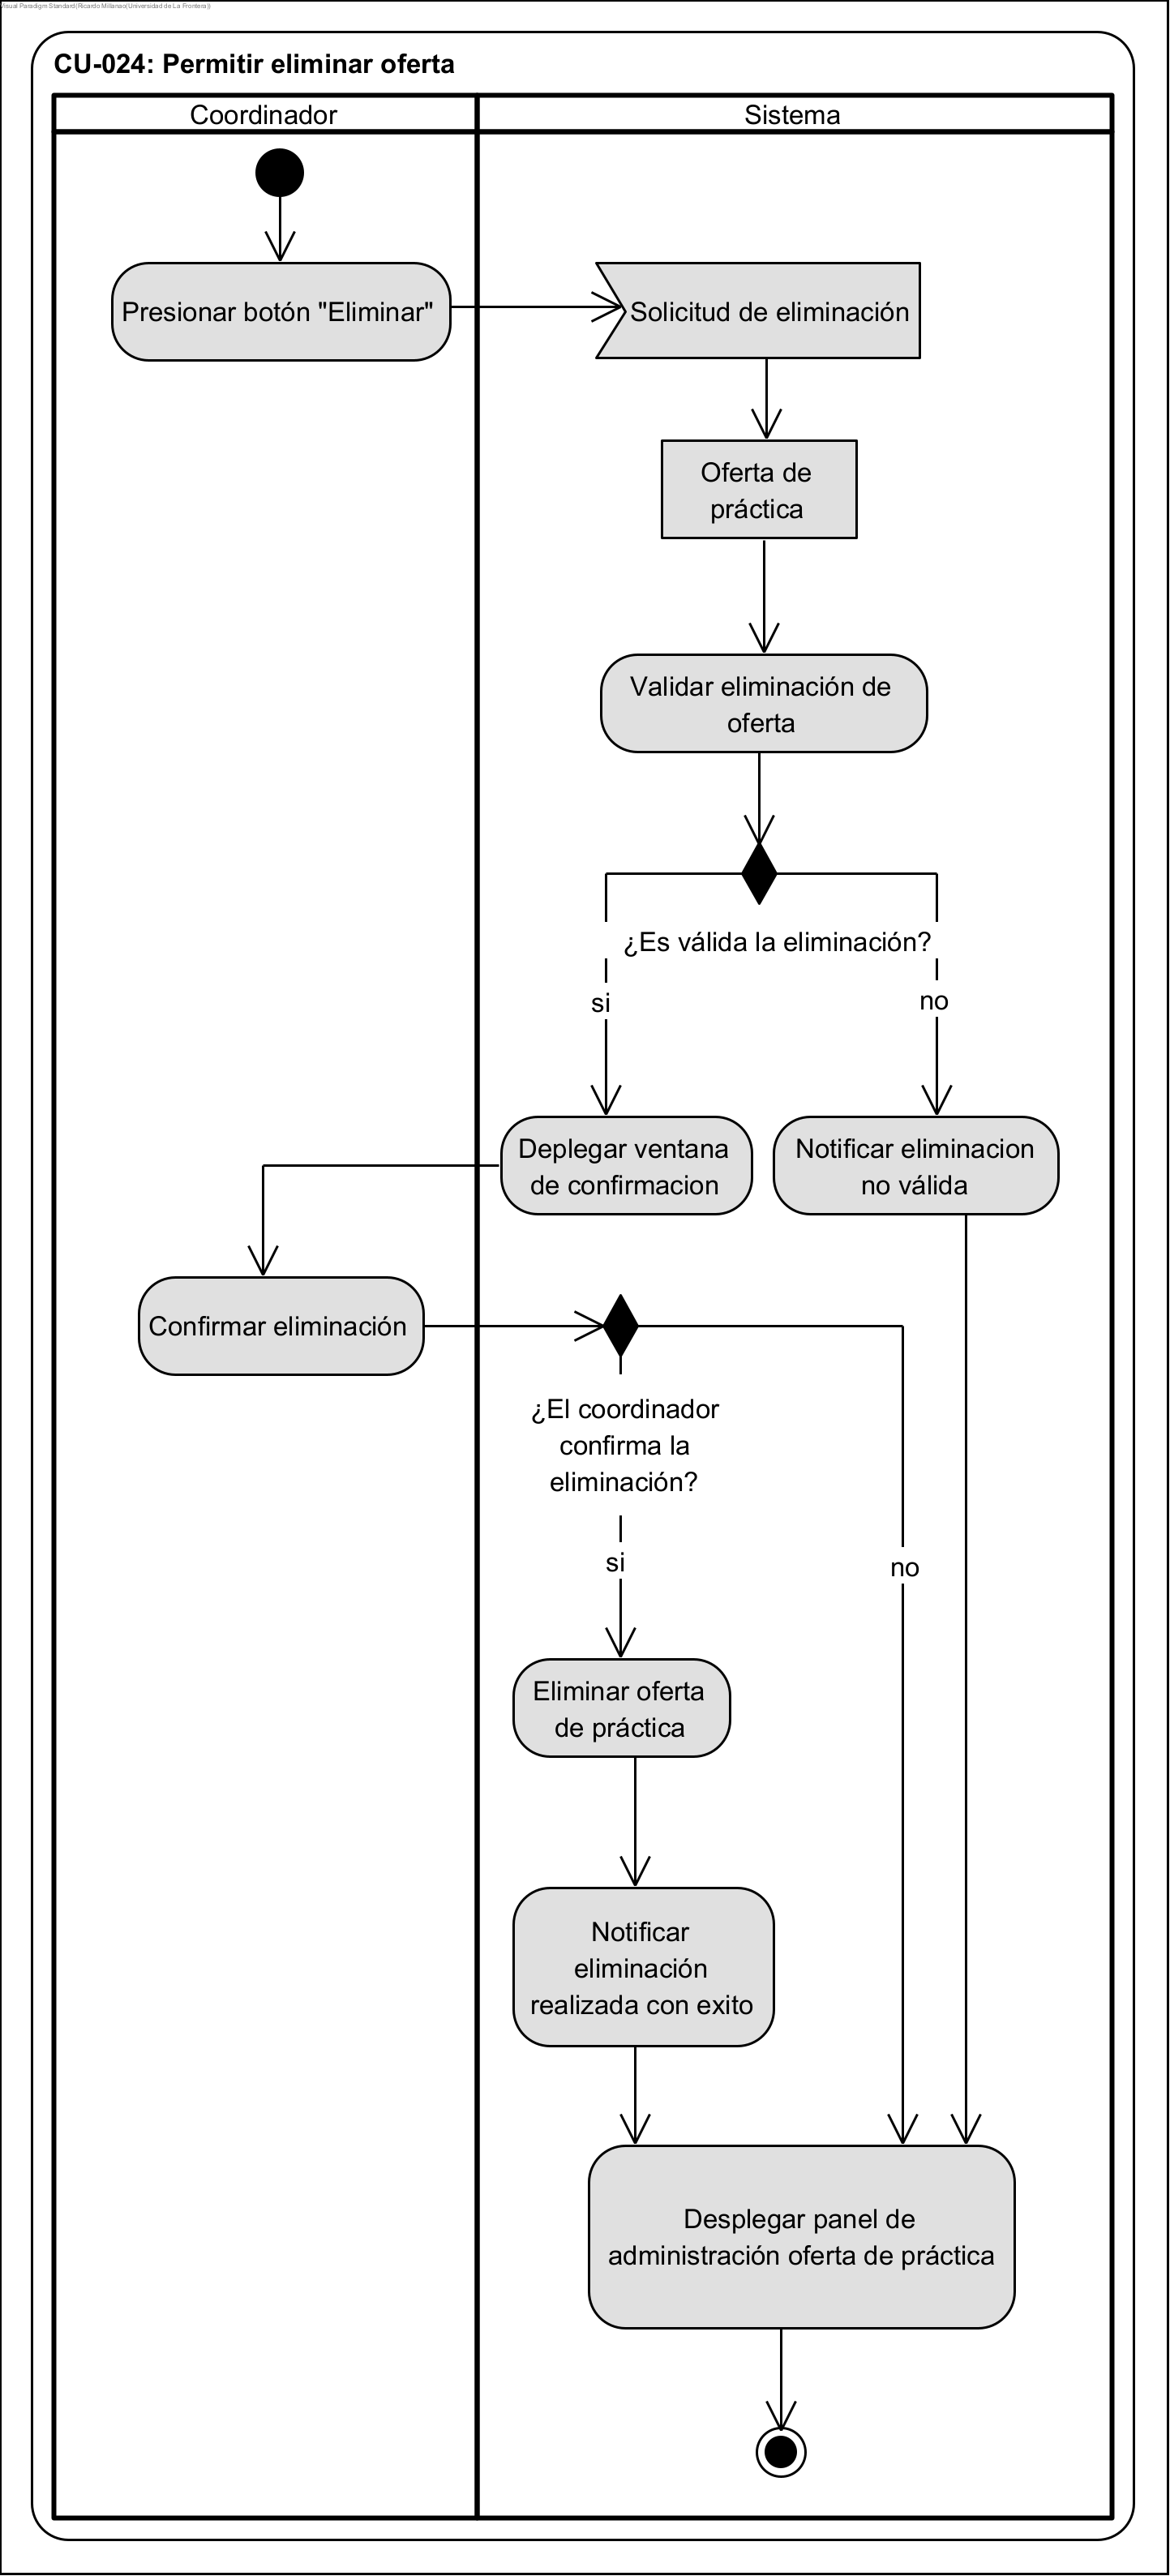 Visual Paradigm Standard(Ricardo Milanao(Universidad de La Frontera))
CU-024: Permitir eliminar oferta
Coordinador
Sistema
Presionar botón "Eliminar"
Solicitud de eliminación
Oferta de
práctica
Validar eliminación de
oferta
¿Es válida la eliminación?
si
no
Deplegar ventana
de confirmacion
Notificar eliminacion
no válida
Confirmar eliminación
¿El coordinador
confirma la
eliminación?
si
no
Eliminar oferta
de práctica
Notificar
eliminación
realizada con exito
Desplegar panel de
administración oferta de práctica